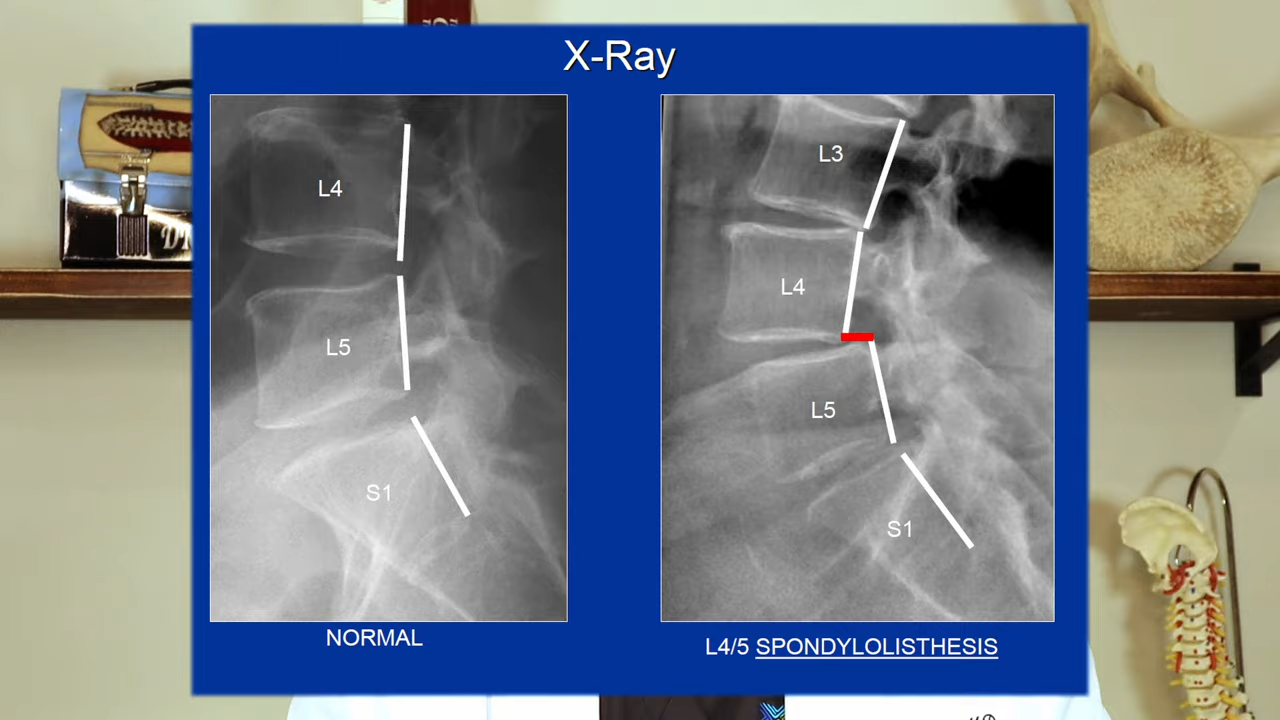 X-Ray
L4
L5
S1
NORMAL
L3
L4
L5
S1
L4/5 SPONDYLOLISTHESIS